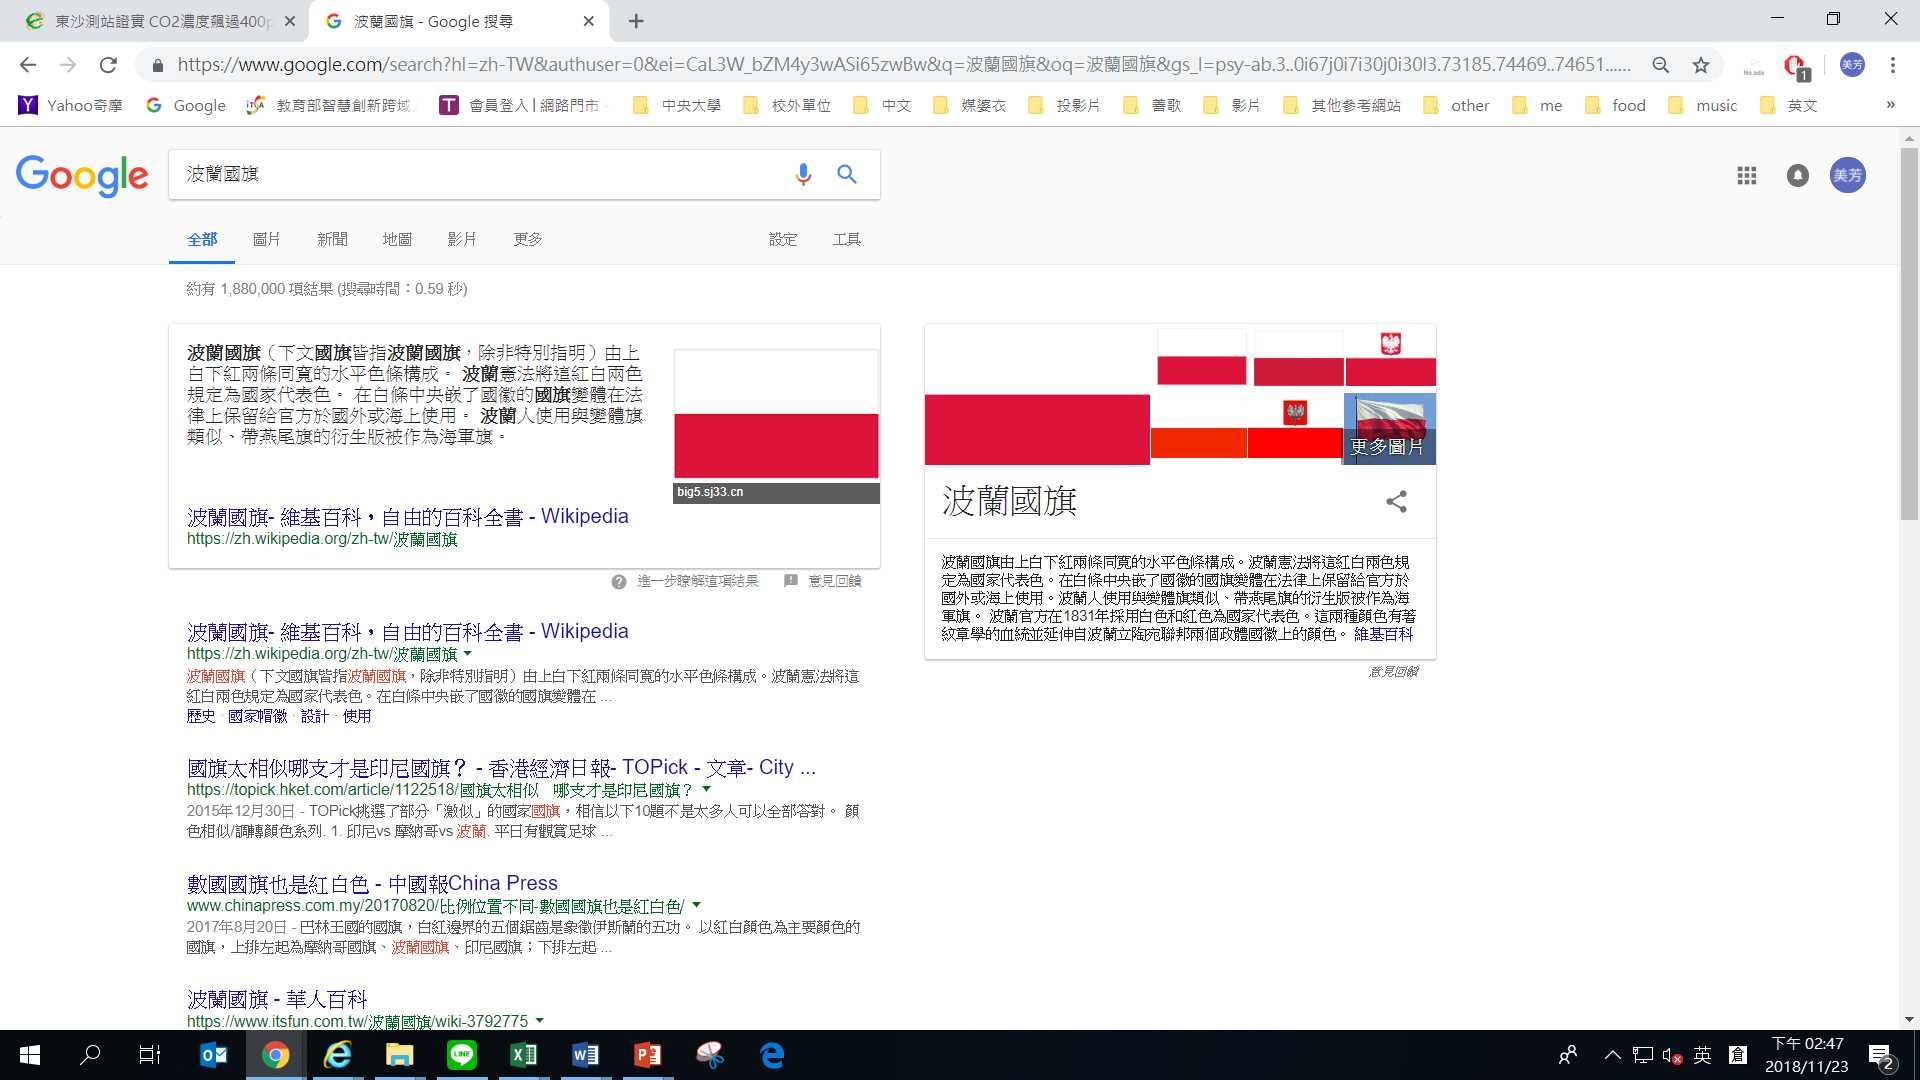 東沙測站證實 CO2濃度飆過400p
波蘭國旗 - Google 搜尋
https://www.google.com/search?hl=zh-TW&authuser=0&ei=CaL3W_bZM4y3wASi65zwBw&q=波蘭國旗&oq=波蘭國旗&gs_l=psy-ab.3..0i67j0i7i30j0i30l3.73185.74469..74651......
1
美芳
Yahoo奇摩
Google
教育部智慧創新跨域
會員登入 | 網路門市
中央大學
校外單位
中文
媒婆衣
投影片
善歌
影片
其他參考網站
other
me
food
music
英文
»
Google
波蘭國旗
美芳
全部
圖片
新聞
地圖
影片
更多
設定
工具
約有 1,880,000 項結果 (搜尋時間：0.59 秒)
波蘭國旗（下文國旗皆指波蘭國旗，除非特別指明）由上
白下紅兩條同寬的水平色條構成。 波蘭憲法將這紅白兩色
規定為國家代表色。 在白條中央嵌了國徽的國旗變體在法
律上保留給官方於國外或海上使用。 波蘭人使用與變體旗
類似、帶燕尾旗的衍生版被作為海軍旗。
big5.sj33.cn
波蘭國旗- 維基百科，自由的百科全書 - Wikipedia
https://zh.wikipedia.org/zh-tw/波蘭國旗
進一步瞭解這項結果
意見回饋
波蘭國旗- 維基百科，自由的百科全書 - Wikipedia
https://zh.wikipedia.org/zh-tw/波蘭國旗
波蘭國旗（下文國旗皆指波蘭國旗，除非特別指明）由上白下紅兩條同寬的水平色條構成。波蘭憲法將這
紅白兩色規定為國家代表色。在白條中央嵌了國徽的國旗變體在 ...
歷史 · 國家帽徽 · 設計 · 使用
國旗太相似哪支才是印尼國旗？ - 香港經濟日報- TOPick - 文章- City ...
https://topick.hket.com/article/1122518/國旗太相似　哪支才是印尼國旗？
2015年12月30日 - TOPick挑選了部分「激似」的國家國旗，相信以下10題不是太多人可以全部答對。 顏
色相似/調轉顏色系列. 1. 印尼vs 摩納哥vs 波蘭. 平日有觀賞足球 ...
數國國旗也是紅白色 - 中國報China Press
www.chinapress.com.my/20170820/比例位置不同-數國國旗也是紅白色/
2017年8月20日 - 巴林王國的國旗，白紅邊界的五個鋸齒是象徵伊斯蘭的五功。 以紅白顏色為主要顏色的
國旗，上排左起為摩納哥國旗、波蘭國旗、印尼國旗；下排左起 ...
波蘭國旗 - 華人百科
https://www.itsfun.com.tw/波蘭國旗/wiki-3792775
更多圖片
波蘭國旗
波蘭國旗由上白下紅兩條同寬的水平色條構成。波蘭憲法將這紅白兩色規
定為國家代表色。在白條中央嵌了國徽的國旗變體在法律上保留給官方於
國外或海上使用。波蘭人使用與變體旗類似、帶燕尾旗的衍生版被作為海
軍旗。 波蘭官方在1831年採用白色和紅色為國家代表色。這兩種顏色有著
紋章學的血統並延伸自波蘭立陶宛聯邦兩個政體國徽上的顏色。 維基百科
意見回饋
英
倉
下午 02:47
2018/11/23
2